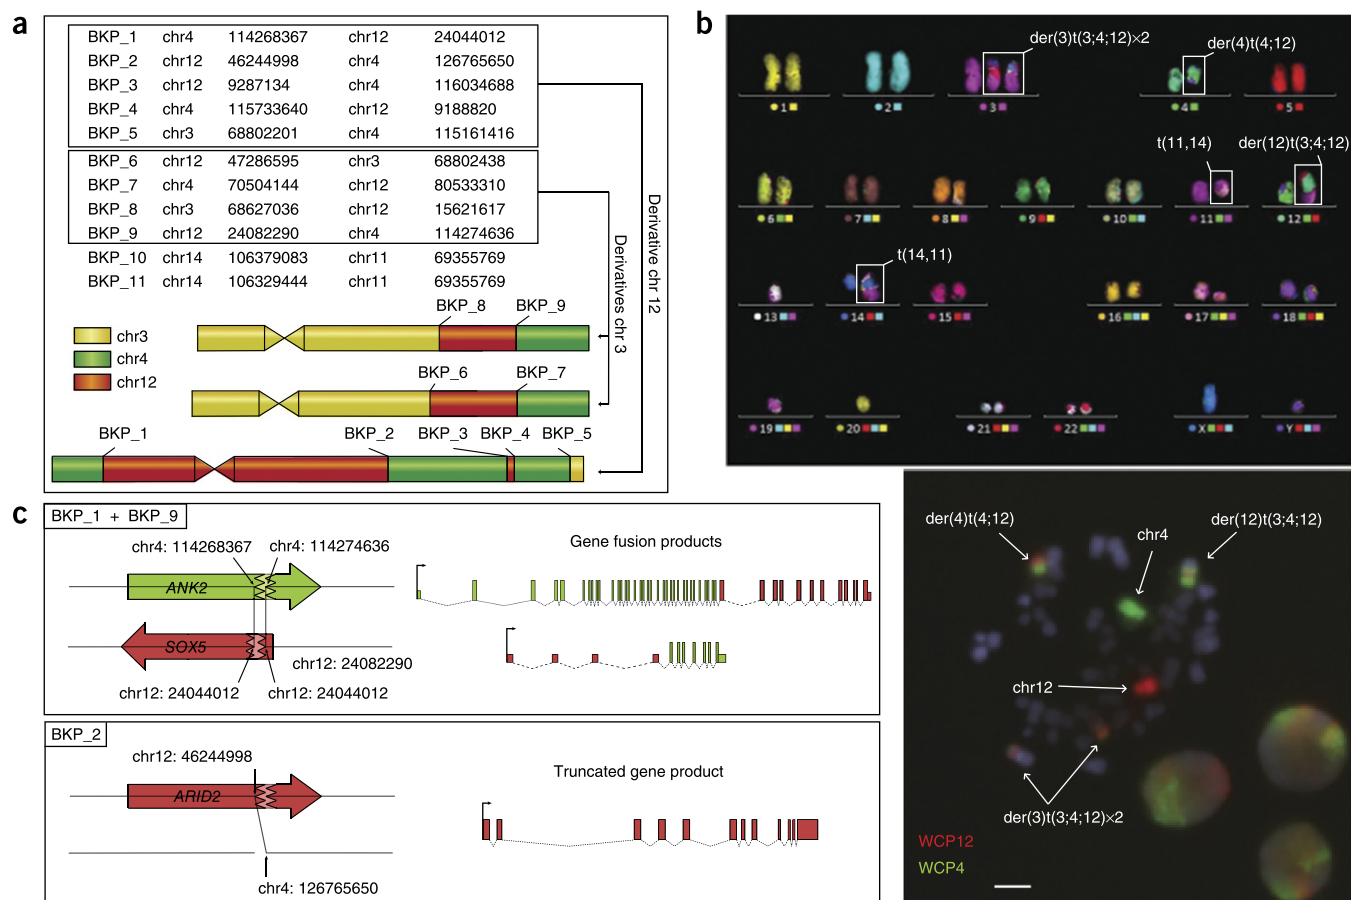 a
BKP_1 chr4 114268367 chr12 24044012
BKP_2 chr12 46244998 chr4 126765650
BKP_3 chr12 9287134 chr4 116034688
BKP_4 chr4 115733640 chr12 9188820
BKP_5 chr3 68802201 chr4 115161416
BKP_6 chr12 47286595 chr3 68802438
BKP_7 chr4 70504144 chr12 80533310
BKP_8 chr3 68627036 chr12 15621617
BKP_9 chr12 24082290 chr4 114274636
BKP_10 chr14 106379083 chr11 69355769
BKP_11 chr14 106329444 chr11 69355769
Derivative chr 12
Derivatives chr 3
chr3
chr4
chr12
BKP_8 BKP_9
BKP_6 BKP_7
BKP_1 BKP_2 BKP_3 BKP_4 BKP_5
b
der(3)t(3;4;12)×2
der(4)t(4;12)
1 2 3 4 5
t(11,14) der(12)t(3;4;12)
6 7 8 9 10 11 12
t(14,11)
13 14 15 16 17 18
19 20 21 22 X Y
der(4)t(4;12)
chr4
der(12)t(3;4;12)
chr12
der(3)t(3;4;12)×2
WCP12
WCP4
c
BKP_1 + BKP_9
chr4: 114268367
chr4: 114274636
ANK2
SOX5
chr12: 24082290
chr12: 24044012
chr12: 24044012
Gene fusion products
BKP_2
chr12: 46244998
ARID2
chr4: 126765650
Truncated gene product